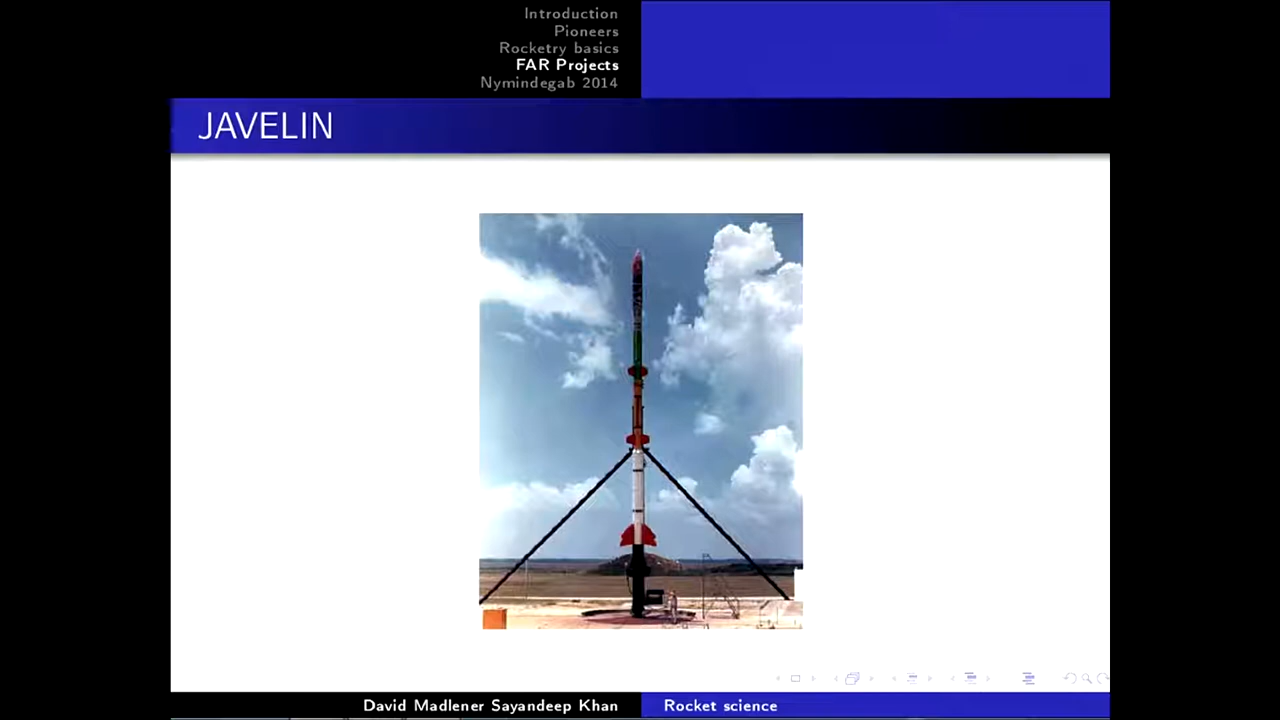 Introduction
Pioneers
Rocketry basics
FAR Projects
Nymindegab 2014
JAVELIN
David Madlener Sayandeep Khan
Rocket science